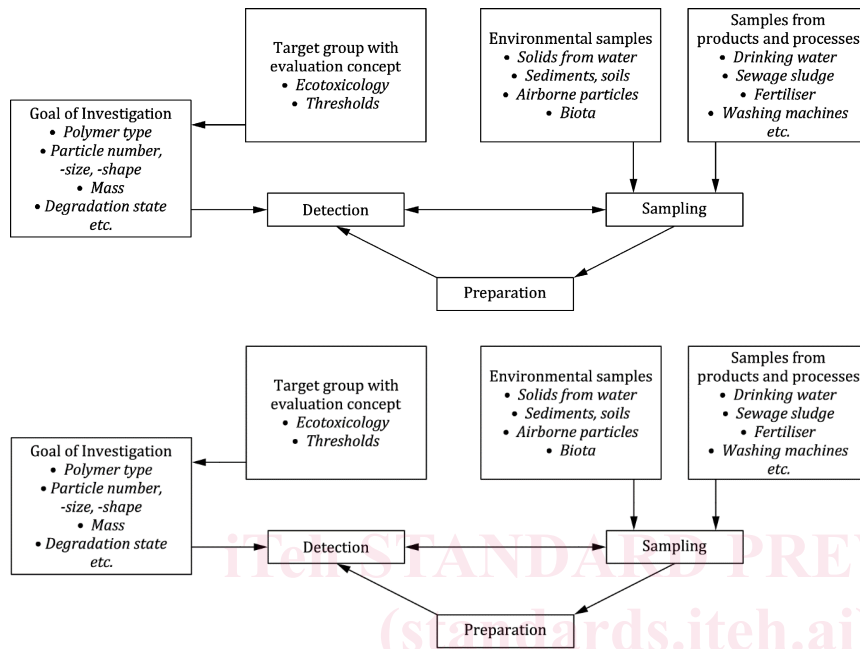 Target group with
evaluation concept
• Ecotoxicology
• Thresholds
Environmental samples
• Solids from water
• Sediments, soils
• Airborne particles
• Biota
Samples from
products and processes
• Drinking water
• Sewage sludge
• Fertiliser
• Washing machines
etc.
Goal of Investigation
• Polymer type
• Particle number,
-size, -shape
• Mass
• Degradation state
etc.
Detection
Sampling
Preparation
Target group with
evaluation concept
• Ecotoxicology
• Thresholds
Environmental samples
• Solids from water
• Sediments, soils
• Airborne particles
• Biota
Samples from
products and processes
• Drinking water
• Sewage sludge
• Fertiliser
• Washing machines
etc.
Goal of Investigation
• Polymer type
• Particle number,
-size, -shape
• Mass
• Degradation state
etc.
Detection
Sampling
Preparation
iTeh STANDARD PREV
(standards.iteh.ai)